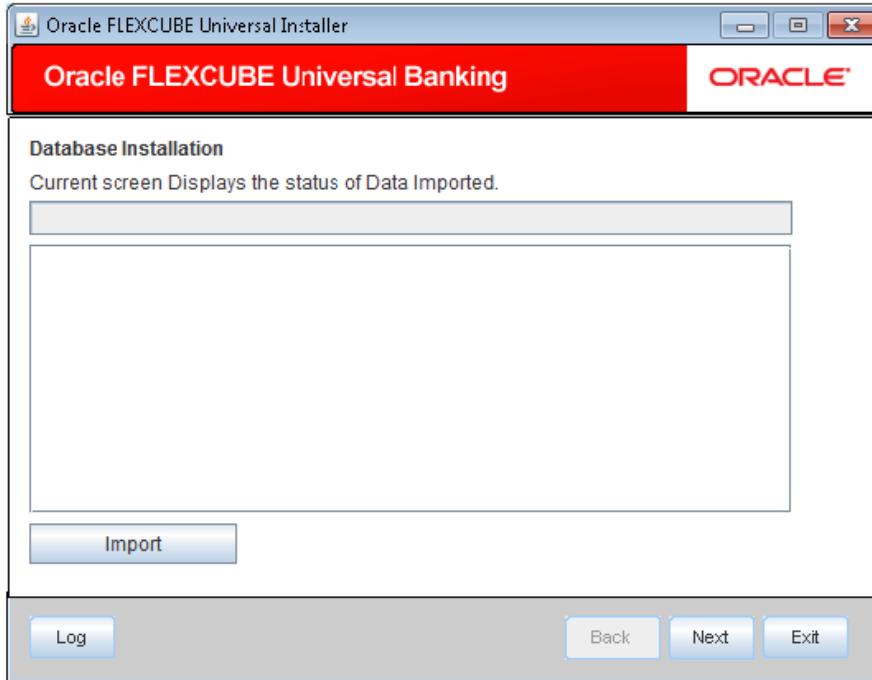 Oracle FLEXCUBE Universal Installer
Oracle FLEXCUBE Universal Banking
ORACLE®
Database Installation
Current screen Displays the status of Data Imported.
Import
Log
Back
Next
Exit